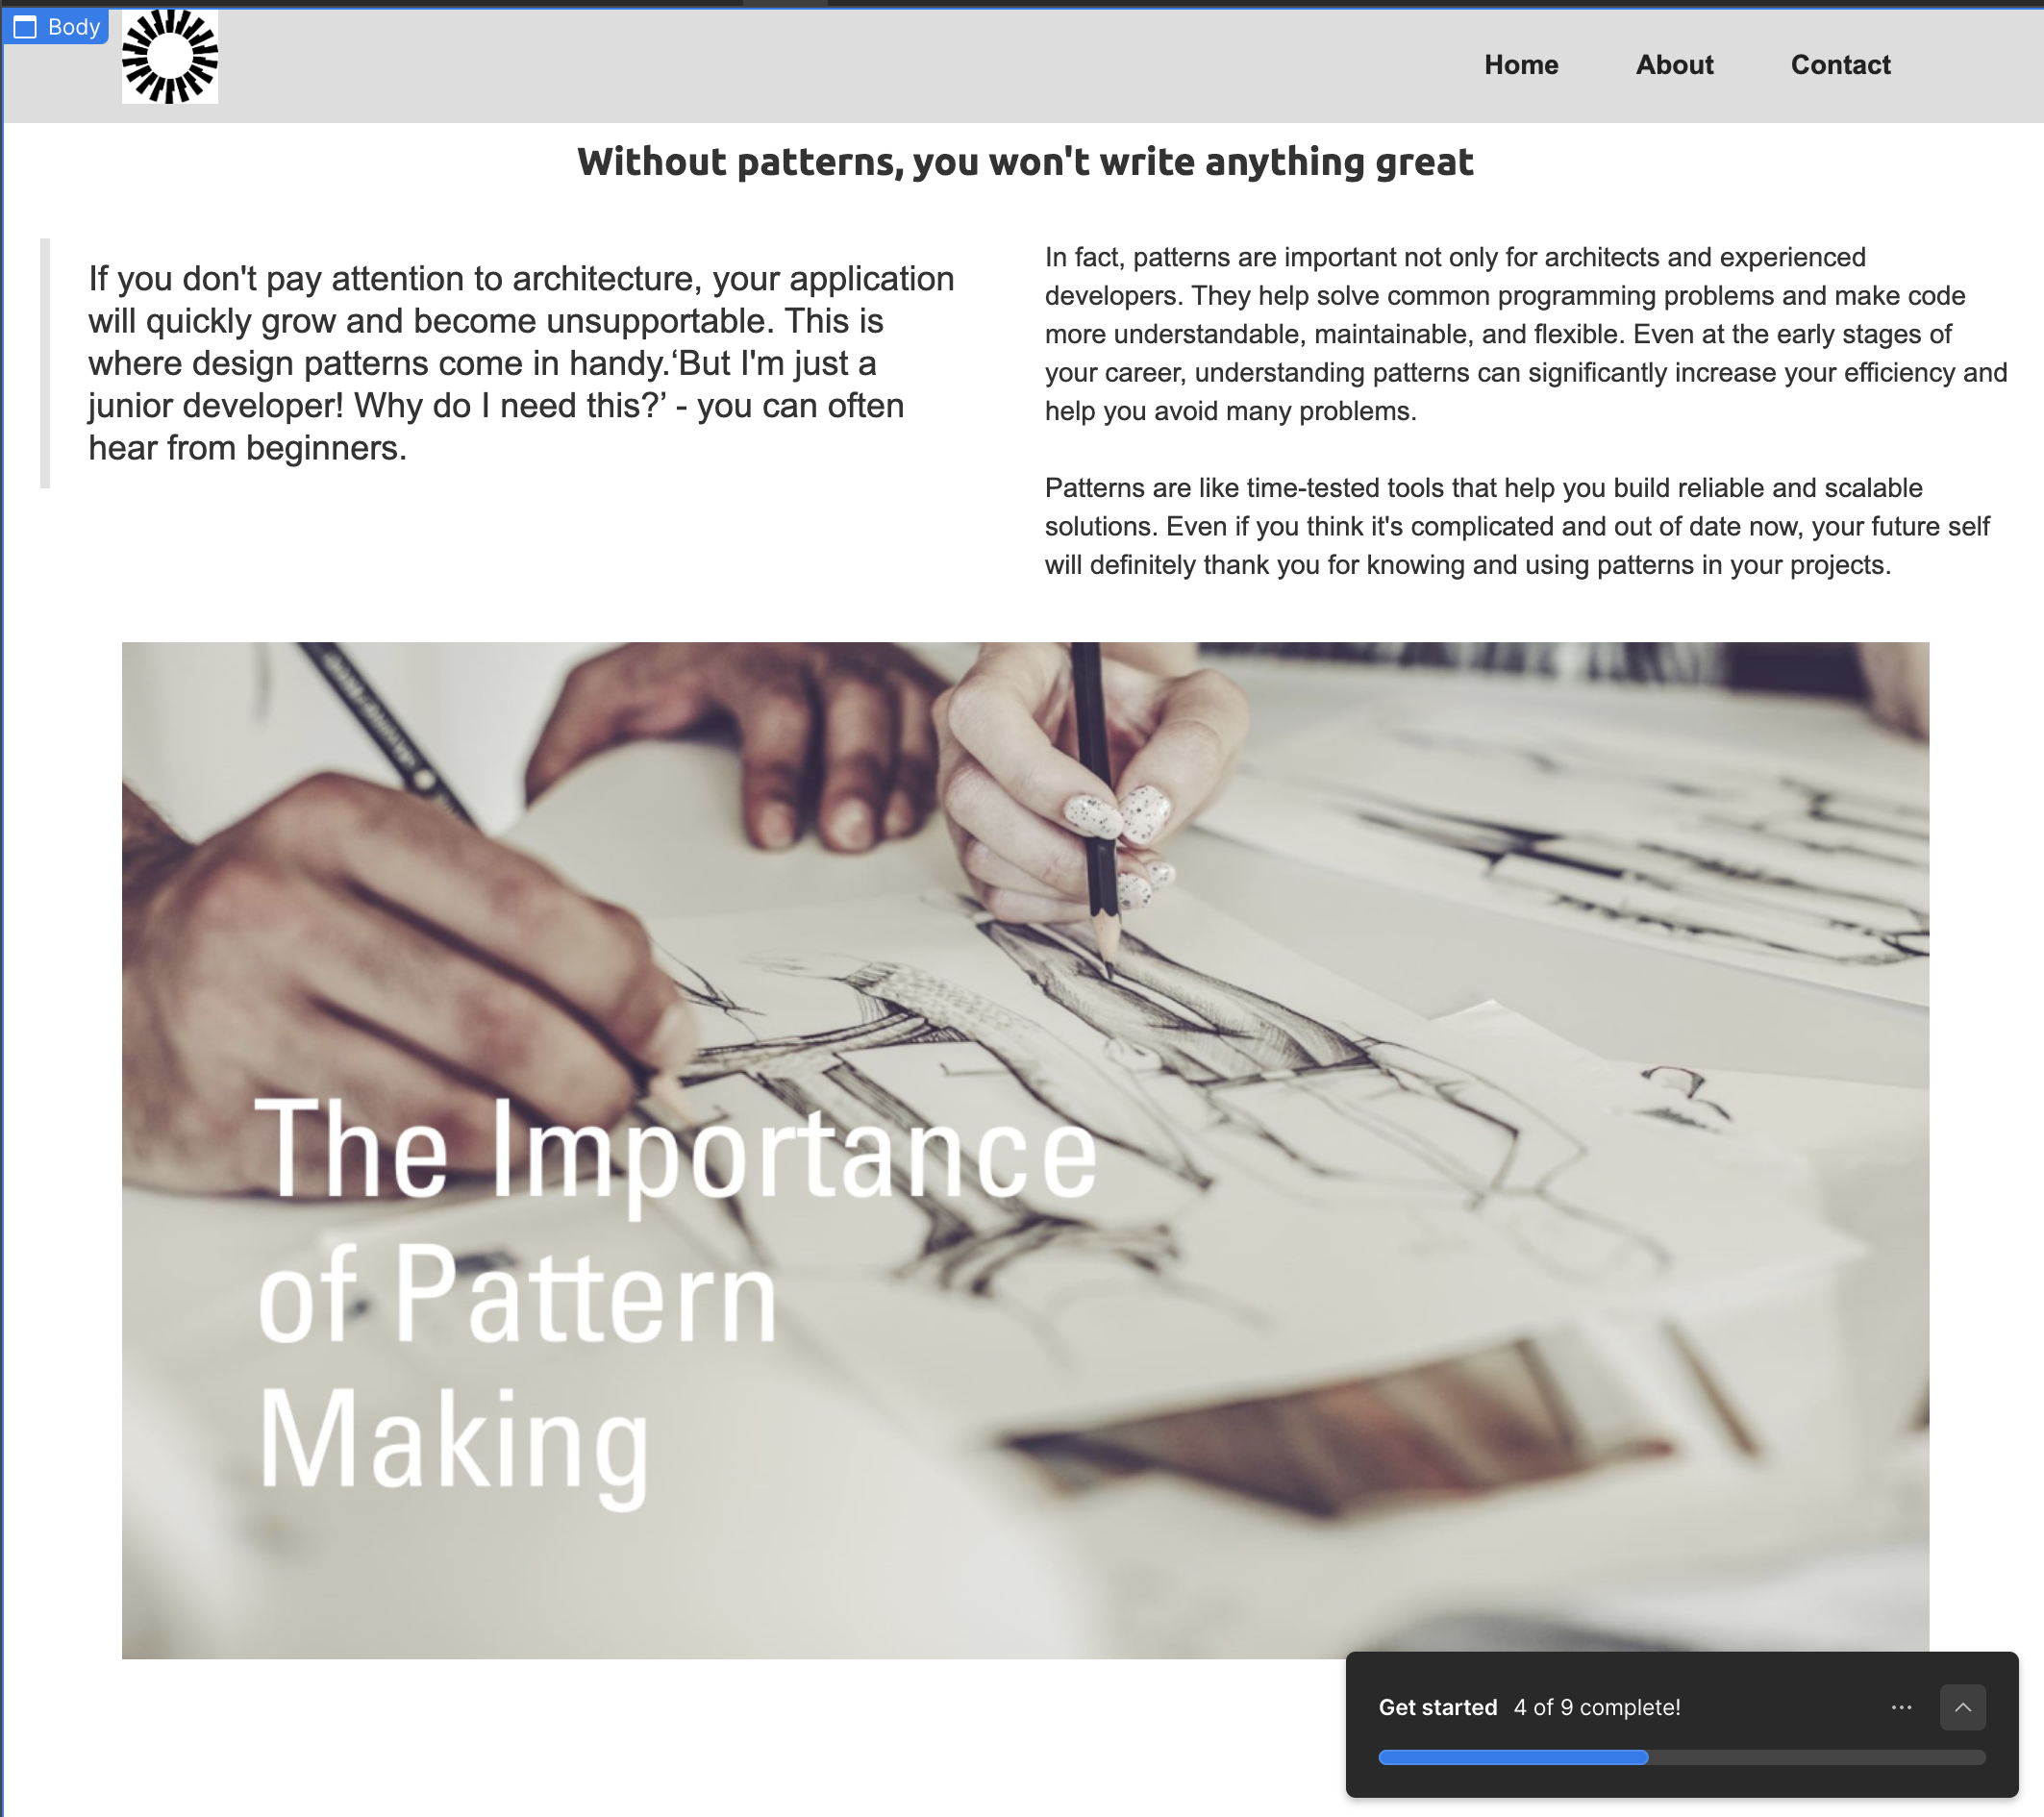 Body
Home About Contact
Without patterns, you won't write anything great
If you don't pay attention to architecture, your application
will quickly grow and become unsupportable. This is
where design patterns come in handy.‘But I'm just a
junior developer! Why do I need this?’ - you can often
hear from beginners.
In fact, patterns are important not only for architects and experienced
developers. They help solve common programming problems and make code
more understandable, maintainable, and flexible. Even at the early stages of
your career, understanding patterns can significantly increase your efficiency and
help you avoid many problems.
Patterns are like time-tested tools that help you build reliable and scalable
solutions. Even if you think it's complicated and out of date now, your future self
will definitely thank you for knowing and using patterns in your projects.
The Importance
of Pattern
Making
Get started 4 of 9 complete!